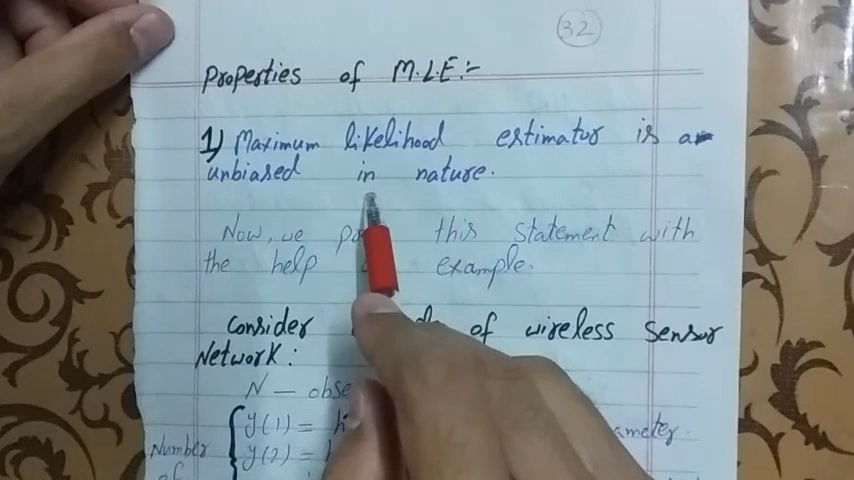 32
Properties of M.L.E:-
1) Maximum likelihood estimator is a
unbiased in nature.
Now, we this statement with
the help example.
Consider of wireless sensor
Network:
N - obse
y(1) = h
y(2) =
Number
of